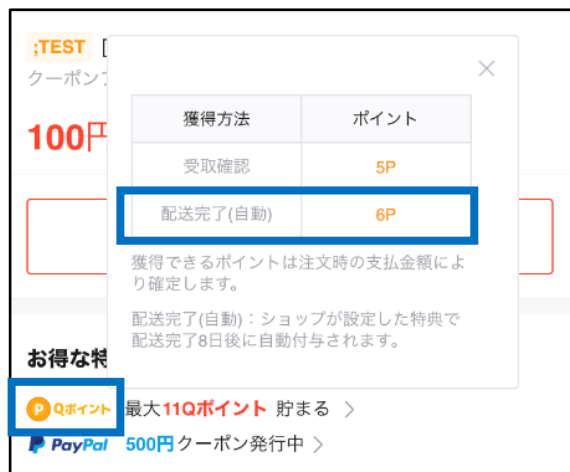 ;TEST [
クーポン
100円
獲得方法 ポイント
受取確認 5P
配送完了(自動) 6P
獲得できるポイントは注文時の支払金額によ
り確定します。
配送完了(自動)：ショップが設定した特典で
配送完了8日後に自動付与されます。
お得な特
P Qポイント 最大11Qポイント 貯まる 〉
PayPal 500円クーポン発行中 〉